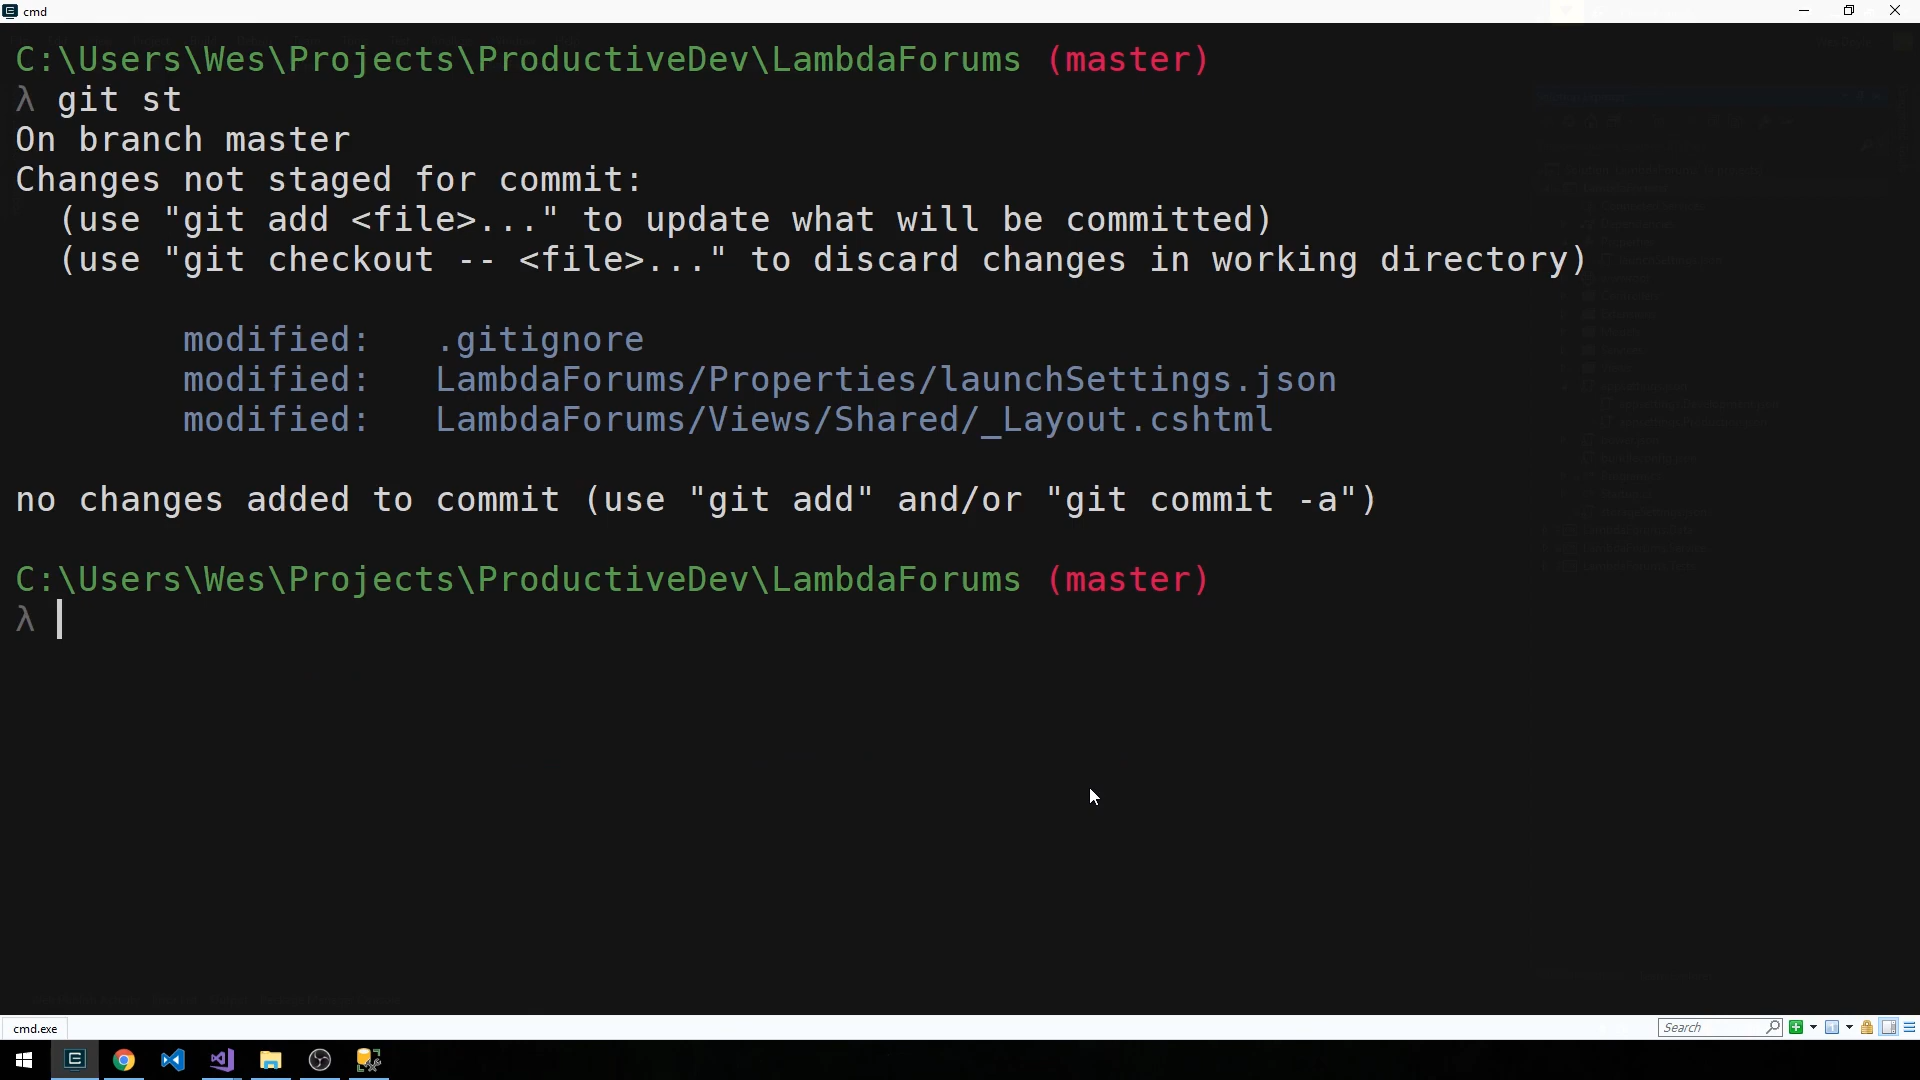 cmd
C:\Users\Wes\Projects\ProductiveDev\LambdaForums (master)
λ git st
On branch master
Changes not staged for commit:
  (use "git add <file>..." to update what will be committed)
  (use "git checkout -- <file>..." to discard changes in working directory)
modified:   .gitignore
modified:   LambdaForums/Properties/launchSettings.json
modified:   LambdaForums/Views/Shared/_Layout.cshtml
no changes added to commit (use "git add" and/or "git commit -a")
C:\Users\Wes\Projects\ProductiveDev\LambdaForums (master)
λ
cmd.exe
Search